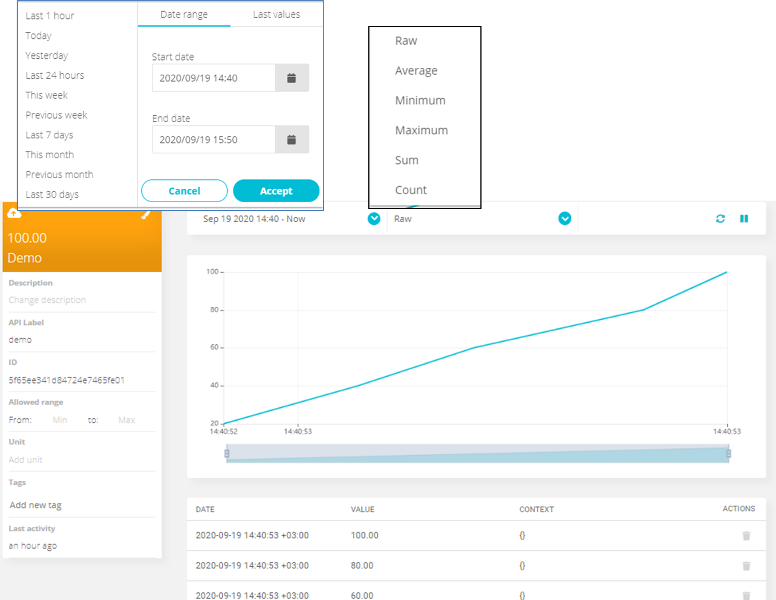 Last 1 hour
Today
Yesterday
Last 24 hours
This week
Previous week
Last 7 days
This month
Previous month
Last 30 days
Date range Last values
Start date
2020/09/19 14:40
End date
2020/09/19 15:50
Cancel Accept
Raw
Average
Minimum
Maximum
Sum
Count
100.00
Demo
Description
Change description
API Label
demo
ID
5f65ee341d84724e7465fe01
Allowed range
From: Min to: Max
Unit
Add unit
Tags
Add new tag
Last activity
an hour ago
Sep 19 2020 14:40 - Now Raw
100
80
60
40
20
14:40:52 14:40:53 14:40:53
DATE VALUE CONTEXT ACTIONS
2020-09-19 14:40:53 +03:00 100.00 {}
2020-09-19 14:40:53 +03:00 80.00 {}
2020-09-19 14:40:53 +03:00 60.00 {}